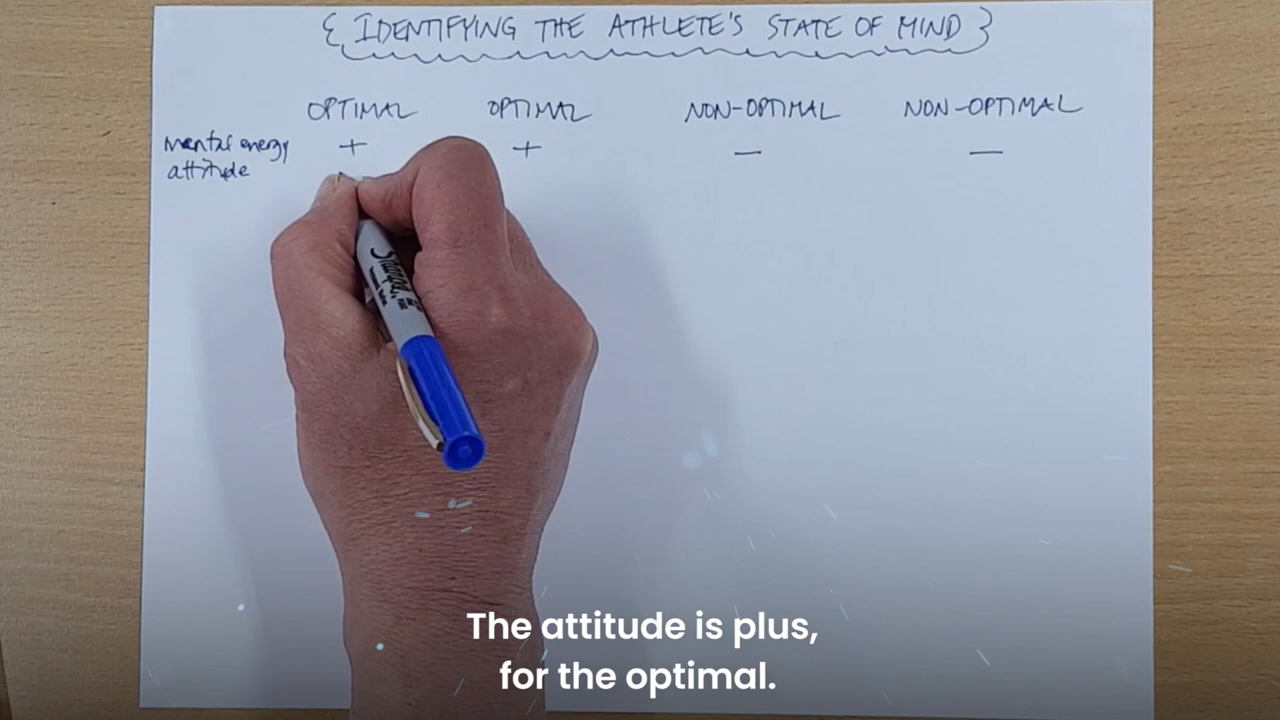 { IDENTIFYING THE ATHLETE'S STATE OF MIND }
OPTIMAL OPTIMAL NON-OPTIMAL NON-OPTIMAL
mental energy + + — —
attitude
Sharpie
The attitude is plus,
for the optimal.